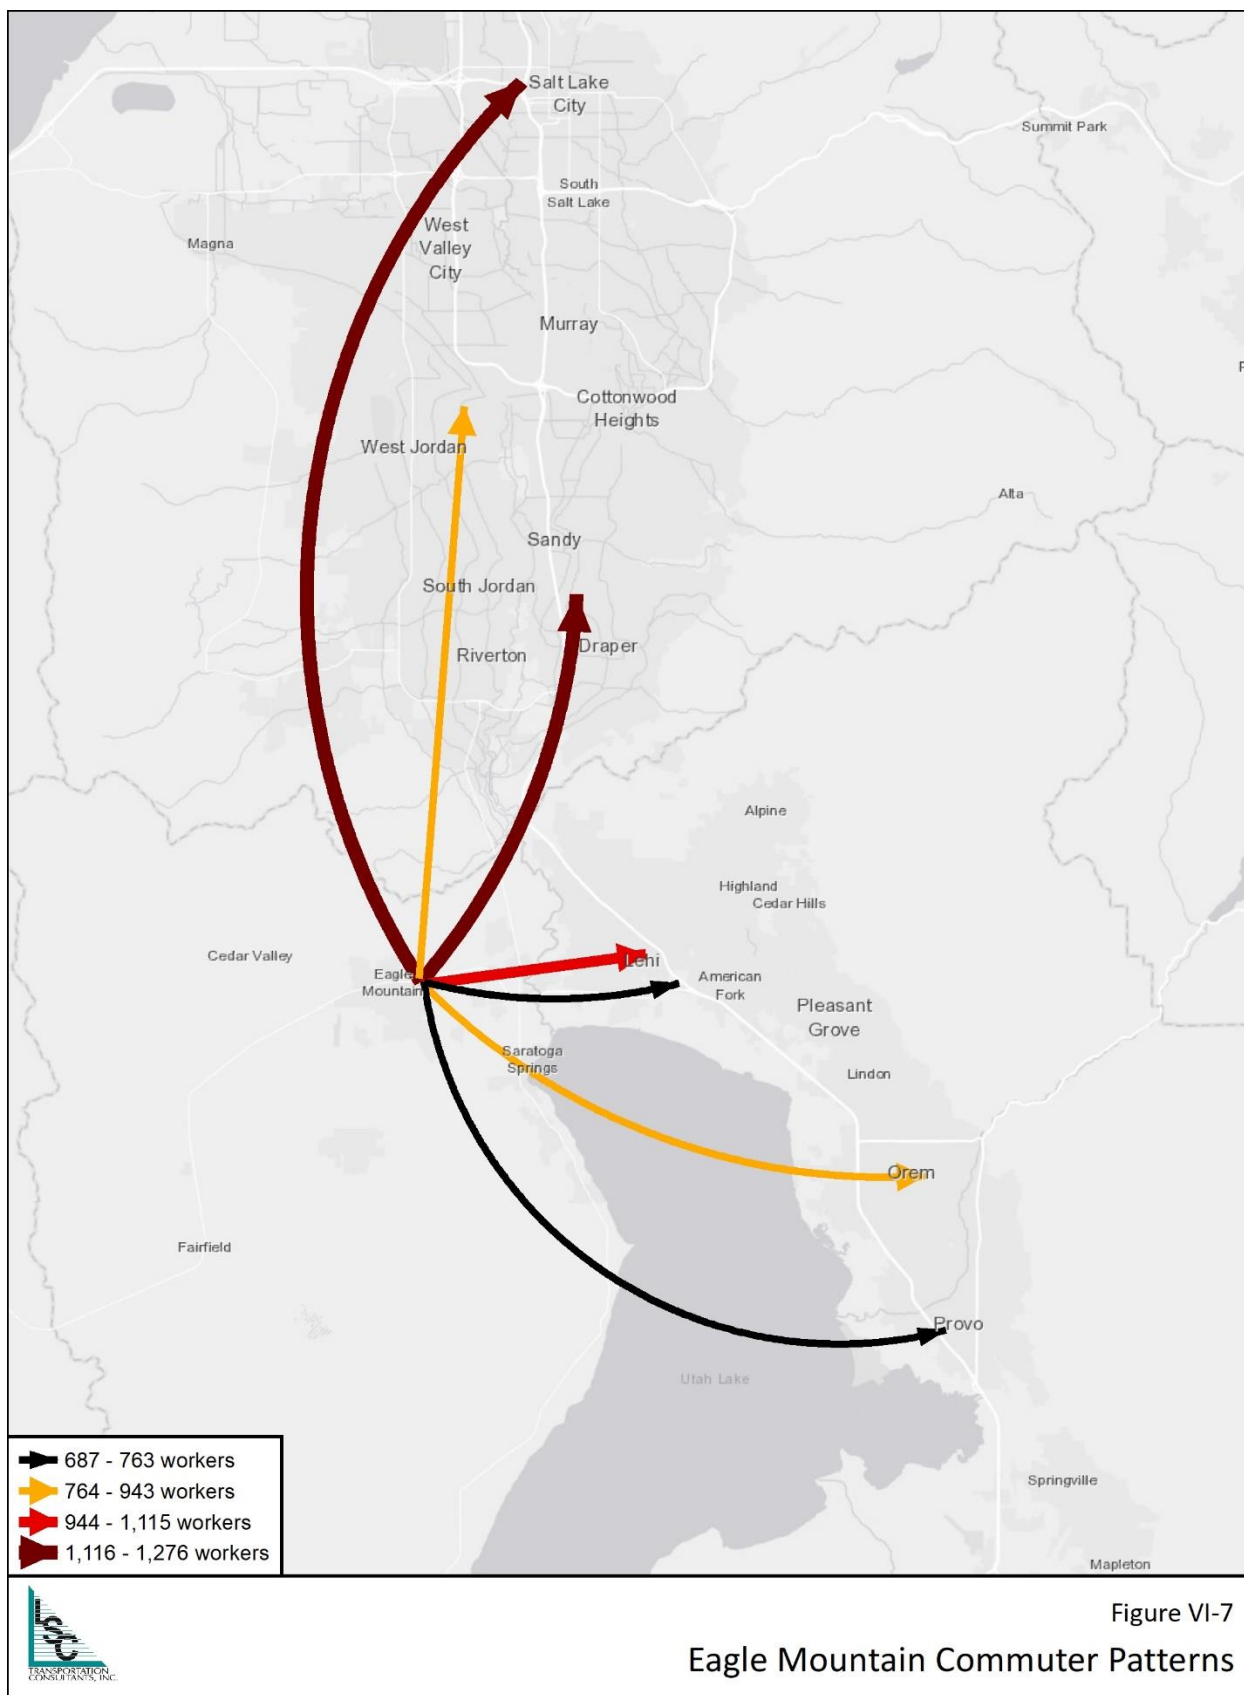 Salt Lake
City
Summit Park
South
Salt Lake
West
Valley
City
Magna
Murray
Cottonwood
Heights
West Jordan
Alta
Sandy
South Jordan
Draper
Riverton
Alpine
Highland
Cedar Hills
Cedar Valley
Lehi
Eagle
Mountain
American
Fork
Pleasant
Grove
Saratoga
Springs
Lindon
Orem
Fairfield
Provo
Utah Lake
Springville
Mapleton
687 - 763 workers
764 - 943 workers
944 - 1,115 workers
1,116 - 1,276 workers
LSC
TRANSPORTATION
CONSULTANTS, INC.
Figure VI-7
Eagle Mountain Commuter Patterns